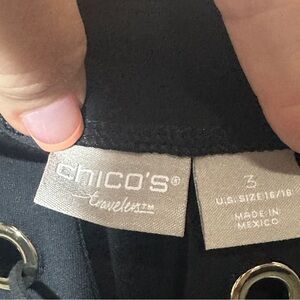 chico's®
travelers™
3
U.S. SIZE 16/18
MADE IN
MEXICO